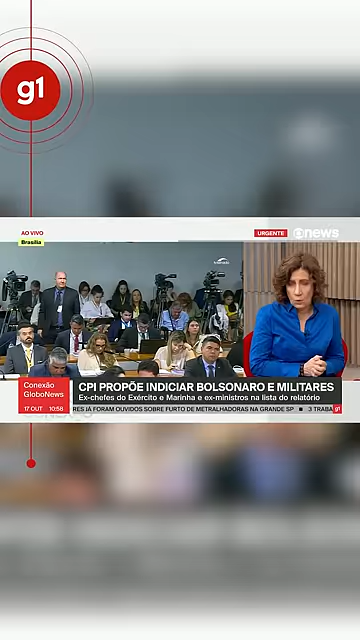 g1
AO VIVO
Brasília
URGENTE
news
Conexão
GloboNews
17 OUT 10:58
CPI PROPÕE INDICIAR BOLSONARO E MILITARES
Ex-chefes do Exército e Marinha e ex-ministros na lista do relatório
RES JÁ FORAM OUVIDOS SOBRE FURTO DE METRALHADORAS NA GRANDE SP ■ 3 TRABA
g1